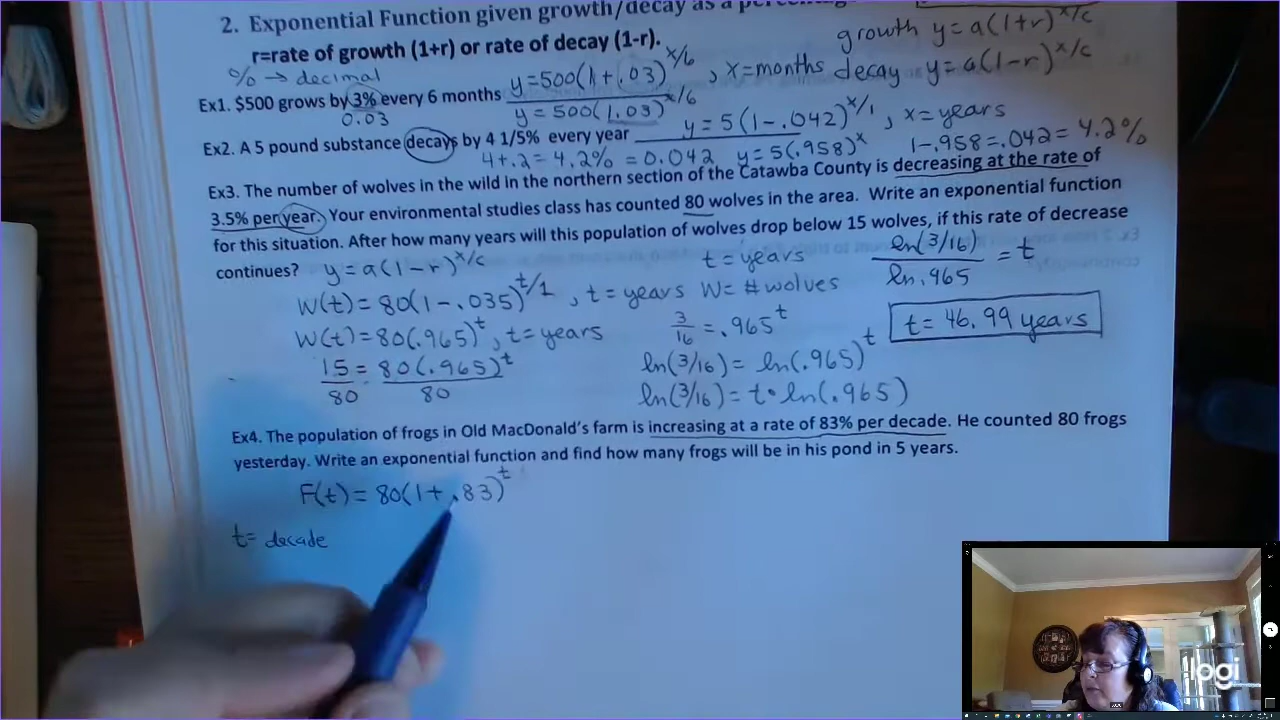 2. Exponential Function given growth/decay as a
r=rate of growth (1+r) or rate of decay (1-r).
growth y=a(1+r)^x/c
% → decimal
y=500(1+.03)^x/6, x=months
decay y=a(1-r)^x/c
Ex1. $500 grows by 3% every 6 months
0.03
y=500(1.03)^x/6
y=5(1-.042)^x/1, x=years
Ex2. A 5 pound substance decays by 4 1/5% every year
4+.2=4.2%=0.042
y=5(.958)^x
1-.958=.042=4.2%
Ex3. The number of wolves in the wild in the northern section of the Catawba County is decreasing at the rate of
3.5% per year. Your environmental studies class has counted 80 wolves in the area. Write an exponential function
for this situation. After how many years will this population of wolves drop below 15 wolves, if this rate of decrease
continues?
y=a(1-r)^x/c
W(t)=80(1-.035)^t/1, t=years W=#wolves
W(t)=80(.965)^t, t=years
15=80(.965)^t
80 80
t=years
3/16=.965^t
ln(3/16)=ln(.965)^t
ln(3/16)=t•ln(.965)
ln(3/16)
ln.965
=t
t=46.99 years
Ex4. The population of frogs in Old MacDonald's farm is increasing at a rate of 83% per decade. He counted 80 frogs
yesterday. Write an exponential function and find how many frogs will be in his pond in 5 years.
F(t)=80(1+.83)^t
t=decade
logi